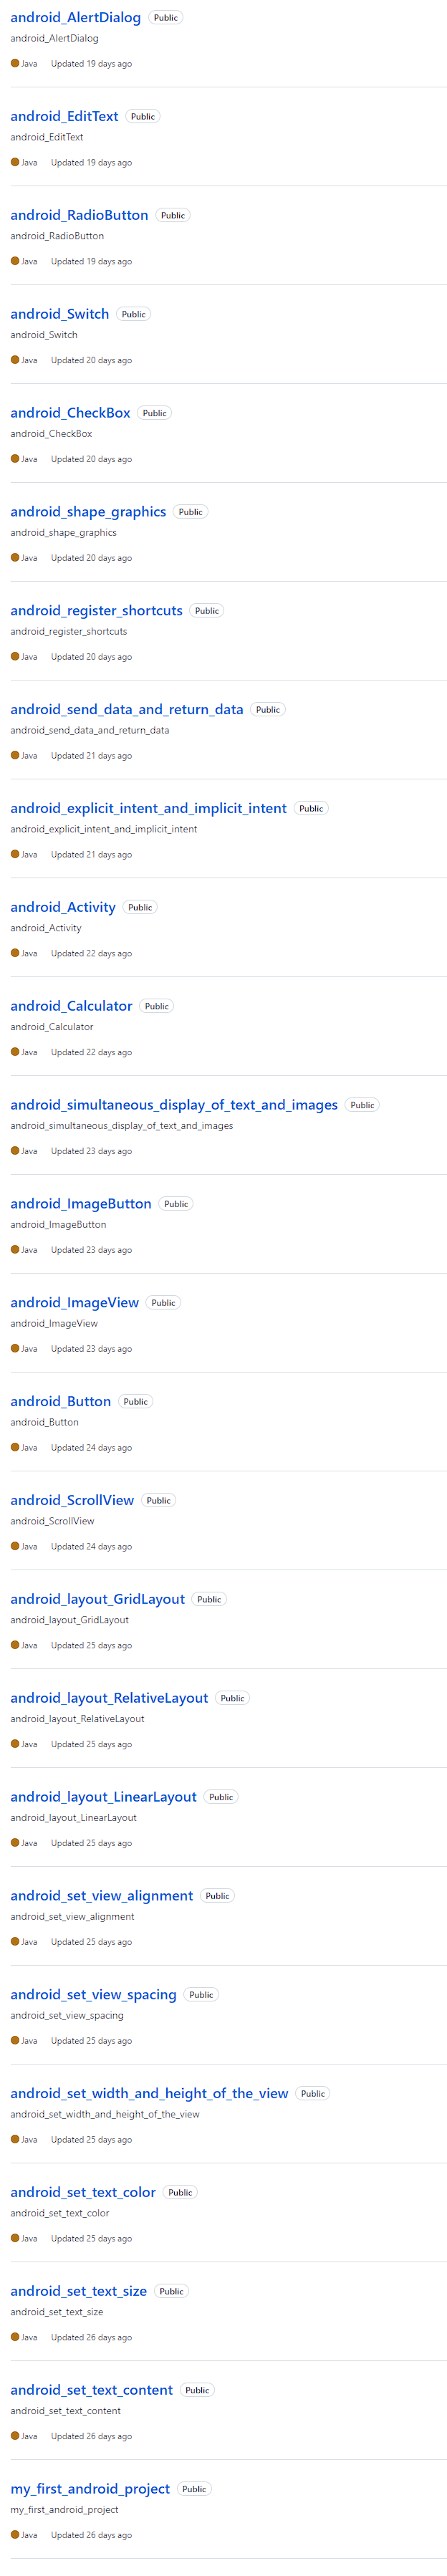 android_AlertDialog Public
android_AlertDialog
Java Updated 19 days ago
android_EditText Public
android_EditText
Java Updated 19 days ago
android_RadioButton Public
android_RadioButton
Java Updated 19 days ago
android_Switch Public
android_Switch
Java Updated 20 days ago
android_CheckBox Public
android_CheckBox
Java Updated 20 days ago
android_shape_graphics Public
android_shape_graphics
Java Updated 20 days ago
android_register_shortcuts Public
android_register_shortcuts
Java Updated 20 days ago
android_send_data_and_return_data Public
android_send_data_and_return_data
Java Updated 21 days ago
android_explicit_intent_and_implicit_intent Public
android_explicit_intent_and_implicit_intent
Java Updated 21 days ago
android_Activity Public
android_Activity
Java Updated 22 days ago
android_Calculator Public
android_Calculator
Java Updated 22 days ago
android_simultaneous_display_of_text_and_images Public
android_simultaneous_display_of_text_and_images
Java Updated 23 days ago
android_ImageButton Public
android_ImageButton
Java Updated 23 days ago
android_ImageView Public
android_ImageView
Java Updated 23 days ago
android_Button Public
android_Button
Java Updated 24 days ago
android_ScrollView Public
android_ScrollView
Java Updated 24 days ago
android_layout_GridLayout Public
android_layout_GridLayout
Java Updated 25 days ago
android_layout_RelativeLayout Public
android_layout_RelativeLayout
Java Updated 25 days ago
android_layout_LinearLayout Public
android_layout_LinearLayout
Java Updated 25 days ago
android_set_view_alignment Public
android_set_view_alignment
Java Updated 25 days ago
android_set_view_spacing Public
android_set_view_spacing
Java Updated 25 days ago
android_set_width_and_height_of_the_view Public
android_set_width_and_height_of_the_view
Java Updated 25 days ago
android_set_text_color Public
android_set_text_color
Java Updated 25 days ago
android_set_text_size Public
android_set_text_size
Java Updated 26 days ago
android_set_text_content Public
android_set_text_content
Java Updated 26 days ago
my_first_android_project Public
my_first_android_project
Java Updated 26 days ago